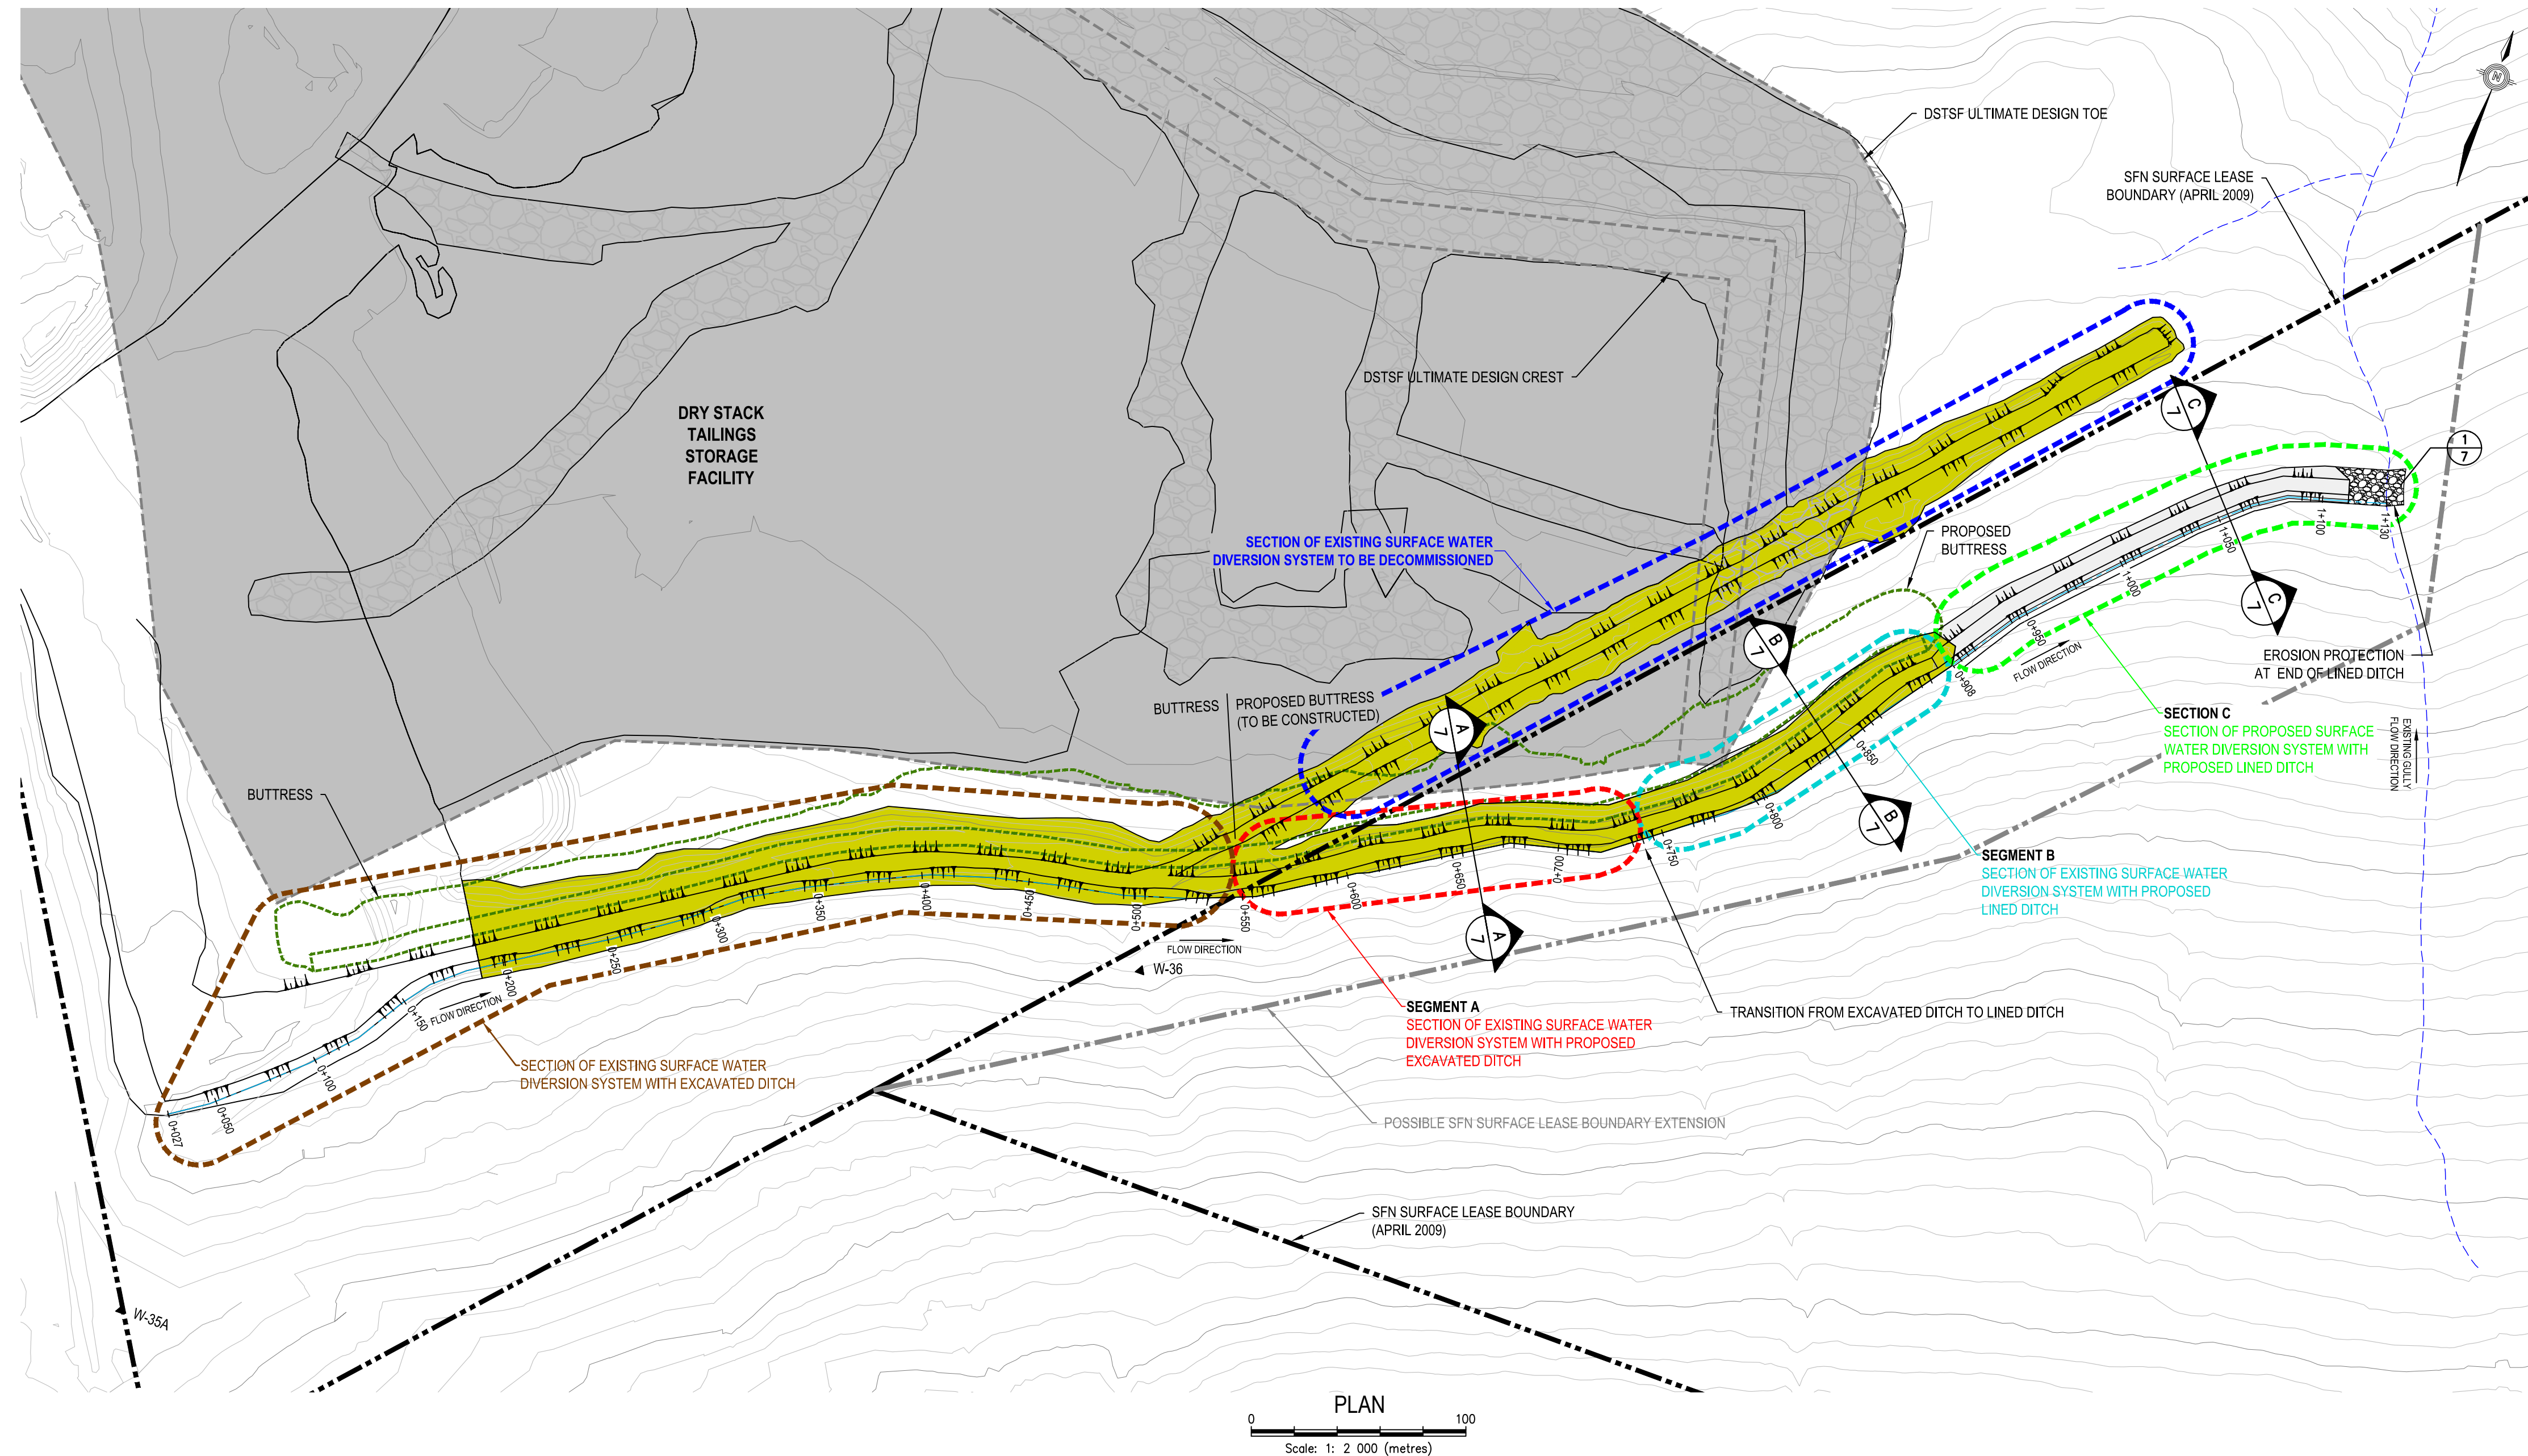 DSTSF ULTIMATE DESIGN TOE
N
SFN SURFACE LEASE
BOUNDARY (APRIL 2009)
DSTSF ULTIMATE DESIGN CREST
DRY STACK
TAILINGS
STORAGE
FACILITY
C
7
1
7
SECTION OF EXISTING SURFACE WATER
DIVERSION SYSTEM TO BE DECOMMISSIONED
PROPOSED
BUTTRESS
1+130
1+100
1+050
1+000
0+950
0+908
C
7
B
7
FLOW DIRECTION
EROSION PROTECTION
AT END OF LINED DITCH
BUTTRESS
PROPOSED BUTTRESS
(TO BE CONSTRUCTED)
A
7
SECTION C
SECTION OF PROPOSED SURFACE
WATER DIVERSION SYSTEM WITH
PROPOSED LINED DITCH
EXISTING GULLY
FLOW DIRECTION
BUTTRESS
0+850
0+800
0+750
0+700
0+650
0+600
0+550
0+500
0+450
0+400
0+350
0+300
0+250
0+200
0+150
0+100
0+050
0+027
B
7
SEGMENT B
SECTION OF EXISTING SURFACE WATER
DIVERSION SYSTEM WITH PROPOSED
LINED DITCH
A
7
FLOW DIRECTION
W-36
FLOW DIRECTION
SEGMENT A
SECTION OF EXISTING SURFACE WATER
DIVERSION SYSTEM WITH PROPOSED
EXCAVATED DITCH
TRANSITION FROM EXCAVATED DITCH TO LINED DITCH
SECTION OF EXISTING SURFACE WATER
DIVERSION SYSTEM WITH EXCAVATED DITCH
POSSIBLE SFN SURFACE LEASE BOUNDARY EXTENSION
SFN SURFACE LEASE BOUNDARY
(APRIL 2009)
W-35A
PLAN
0 100
Scale: 1: 2 000 (metres)